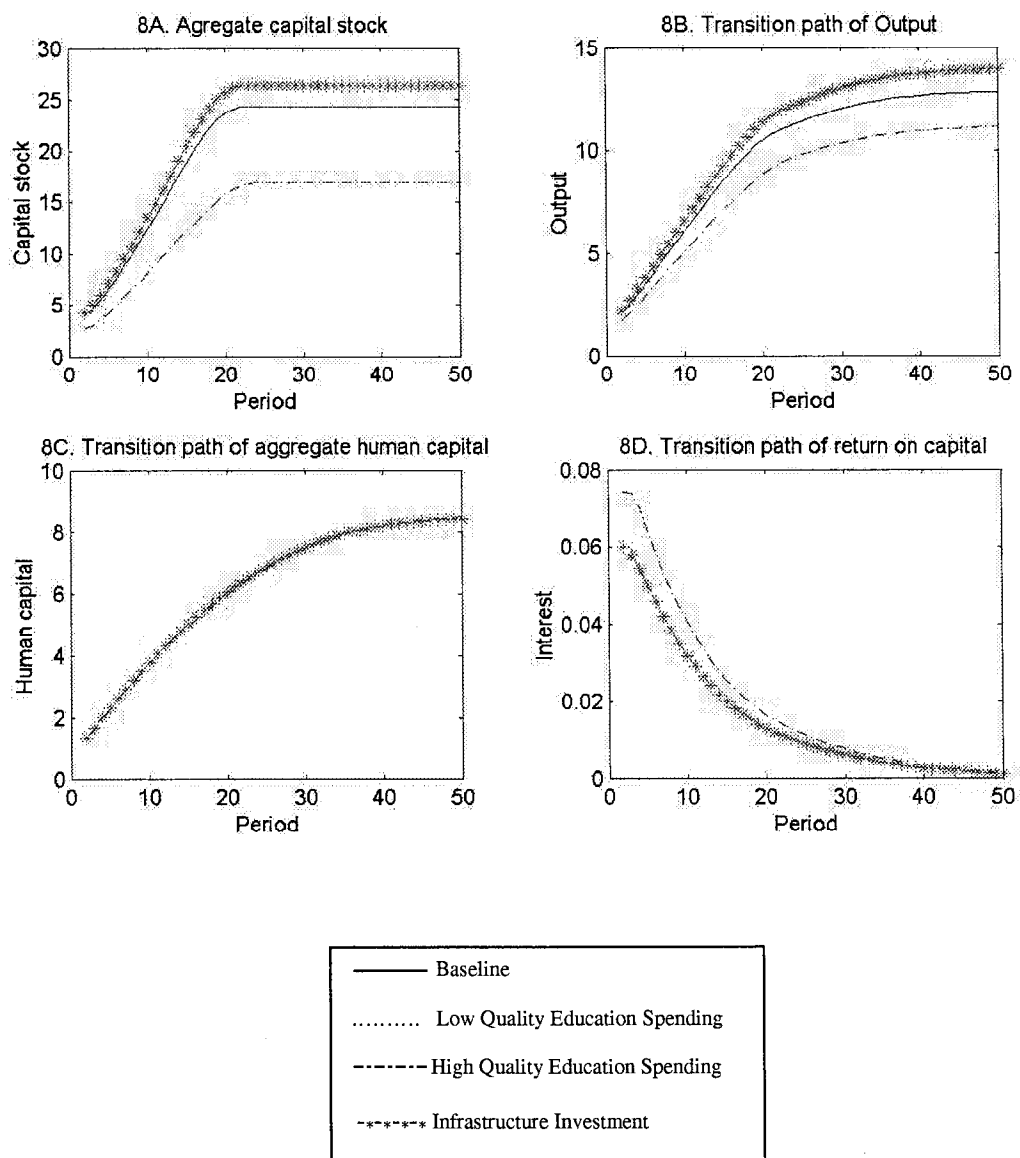 8A. Agregate capital stock
30
25
20
15
10
5
0
Capital stock
0 10 20 30 40 50
Period
8B. Transition path of Output
15
10
5
0
Output
0 10 20 30 40 50
Period
8C. Transition path of aggregate human capital
10
8
6
4
2
0
Human capital
0 10 20 30 40 50
Period
8D. Transition path of return on capital
0.08
0.06
0.04
0.02
0
Interest
0 10 20 30 40 50
Period
Baseline
Low Quality Education Spending
High Quality Education Spending
Infrastructure Investment